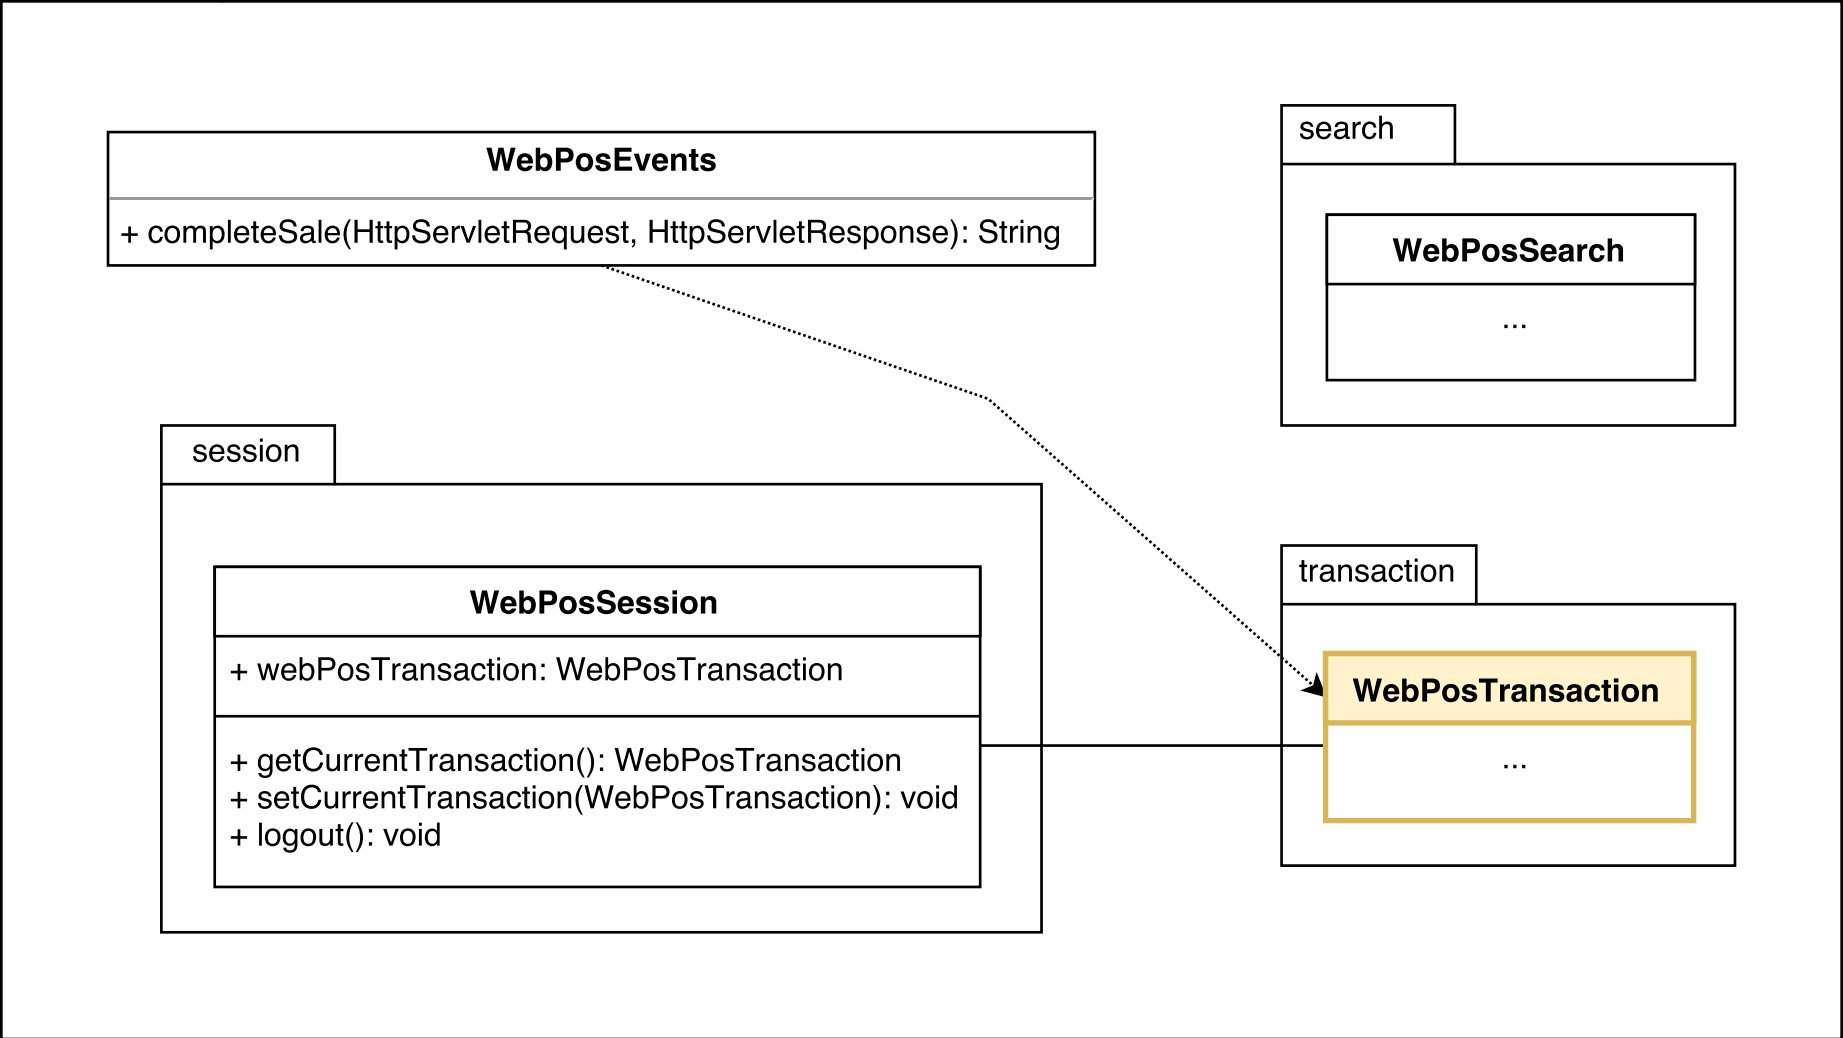 WebPosEvents
+ completeSale(HttpServletRequest, HttpServletResponse): String
search
WebPosSearch
...
session
WebPosSession
+ webPosTransaction: WebPosTransaction
+ getCurrentTransaction(): WebPosTransaction
+ setCurrentTransaction(WebPosTransaction): void
+ logout(): void
transaction
WebPosTransaction
...